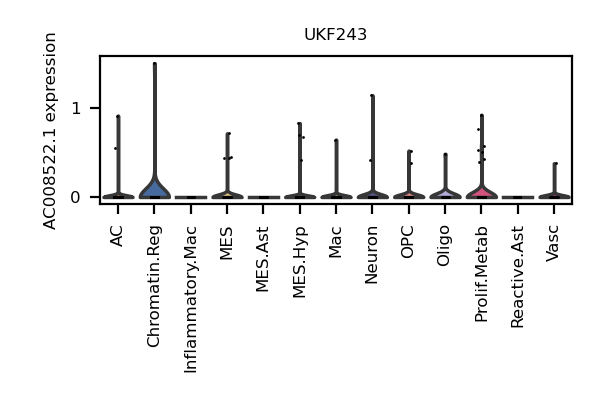 UKF243
AC008522.1 expression
1
0
AC
Chromatin.Reg
Inflammatory.Mac
MES
MES.Ast
MES.Hyp
Mac
Neuron
OPC
Oligo
Prolif.Metab
Reactive.Ast
Vasc